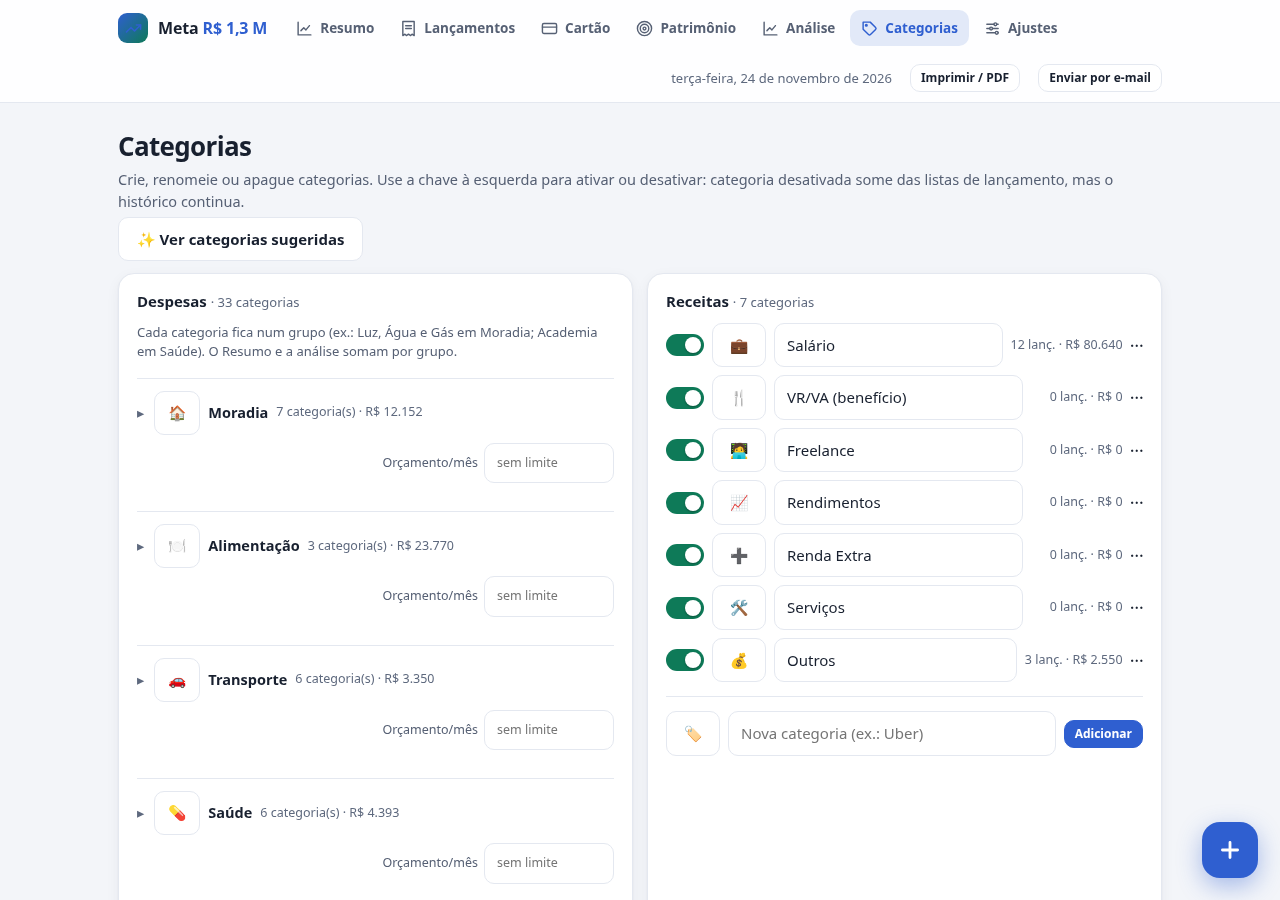 Meta R$ 1,3 M
Resumo
Lançamentos
Cartão
Patrimônio
Análise
Categorias
Ajustes
terça-feira, 24 de novembro de 2026
Imprimir / PDF
Enviar por e-mail
Categorias
Crie, renomeie ou apague categorias. Use a chave à esquerda para ativar ou desativar: categoria desativada some das listas de lançamento, mas o
histórico continua.
✨ Ver categorias sugeridas
Despesas · 33 categorias
Cada categoria fica num grupo (ex.: Luz, Água e Gás em Moradia; Academia
em Saúde). O Resumo e a análise somam por grupo.
Moradia 7 categoria(s) · R$ 12.152
Orçamento/mês sem limite
Alimentação 3 categoria(s) · R$ 23.770
Orçamento/mês sem limite
Transporte 6 categoria(s) · R$ 3.350
Orçamento/mês sem limite
Saúde 6 categoria(s) · R$ 4.393
Orçamento/mês sem limite
Receitas · 7 categorias
Salário 12 lanç. · R$ 80.640 ···
VR/VA (benefício) 0 lanç. · R$ 0 ···
Freelance 0 lanç. · R$ 0 ···
Rendimentos 0 lanç. · R$ 0 ···
Renda Extra 0 lanç. · R$ 0 ···
Serviços 0 lanç. · R$ 0 ···
Outros 3 lanç. · R$ 2.550 ···
Nova categoria (ex.: Uber) Adicionar
+